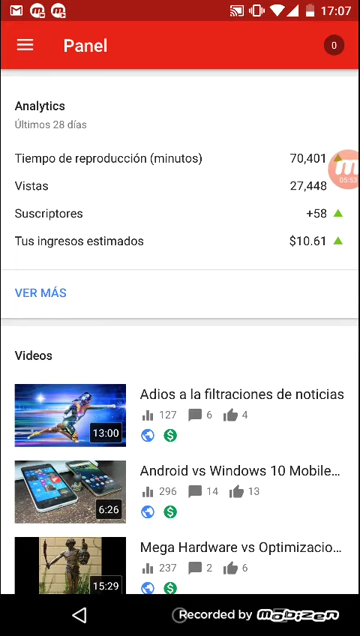 17:07
Panel
0
Analytics
Últimos 28 días
Tiempo de reproducción (minutos) 70,401
05:53
Vistas 27,448
Suscriptores +58
Tus ingresos estimados $10.61
VER MÁS
Videos
Adios a la filtraciones de noticias
127 6 4
13:00
Android vs Windows 10 Mobile...
296 14 13
6:26
Mega Hardware vs Optimizacio...
237 2 6
15:29
Recorded by mobizen